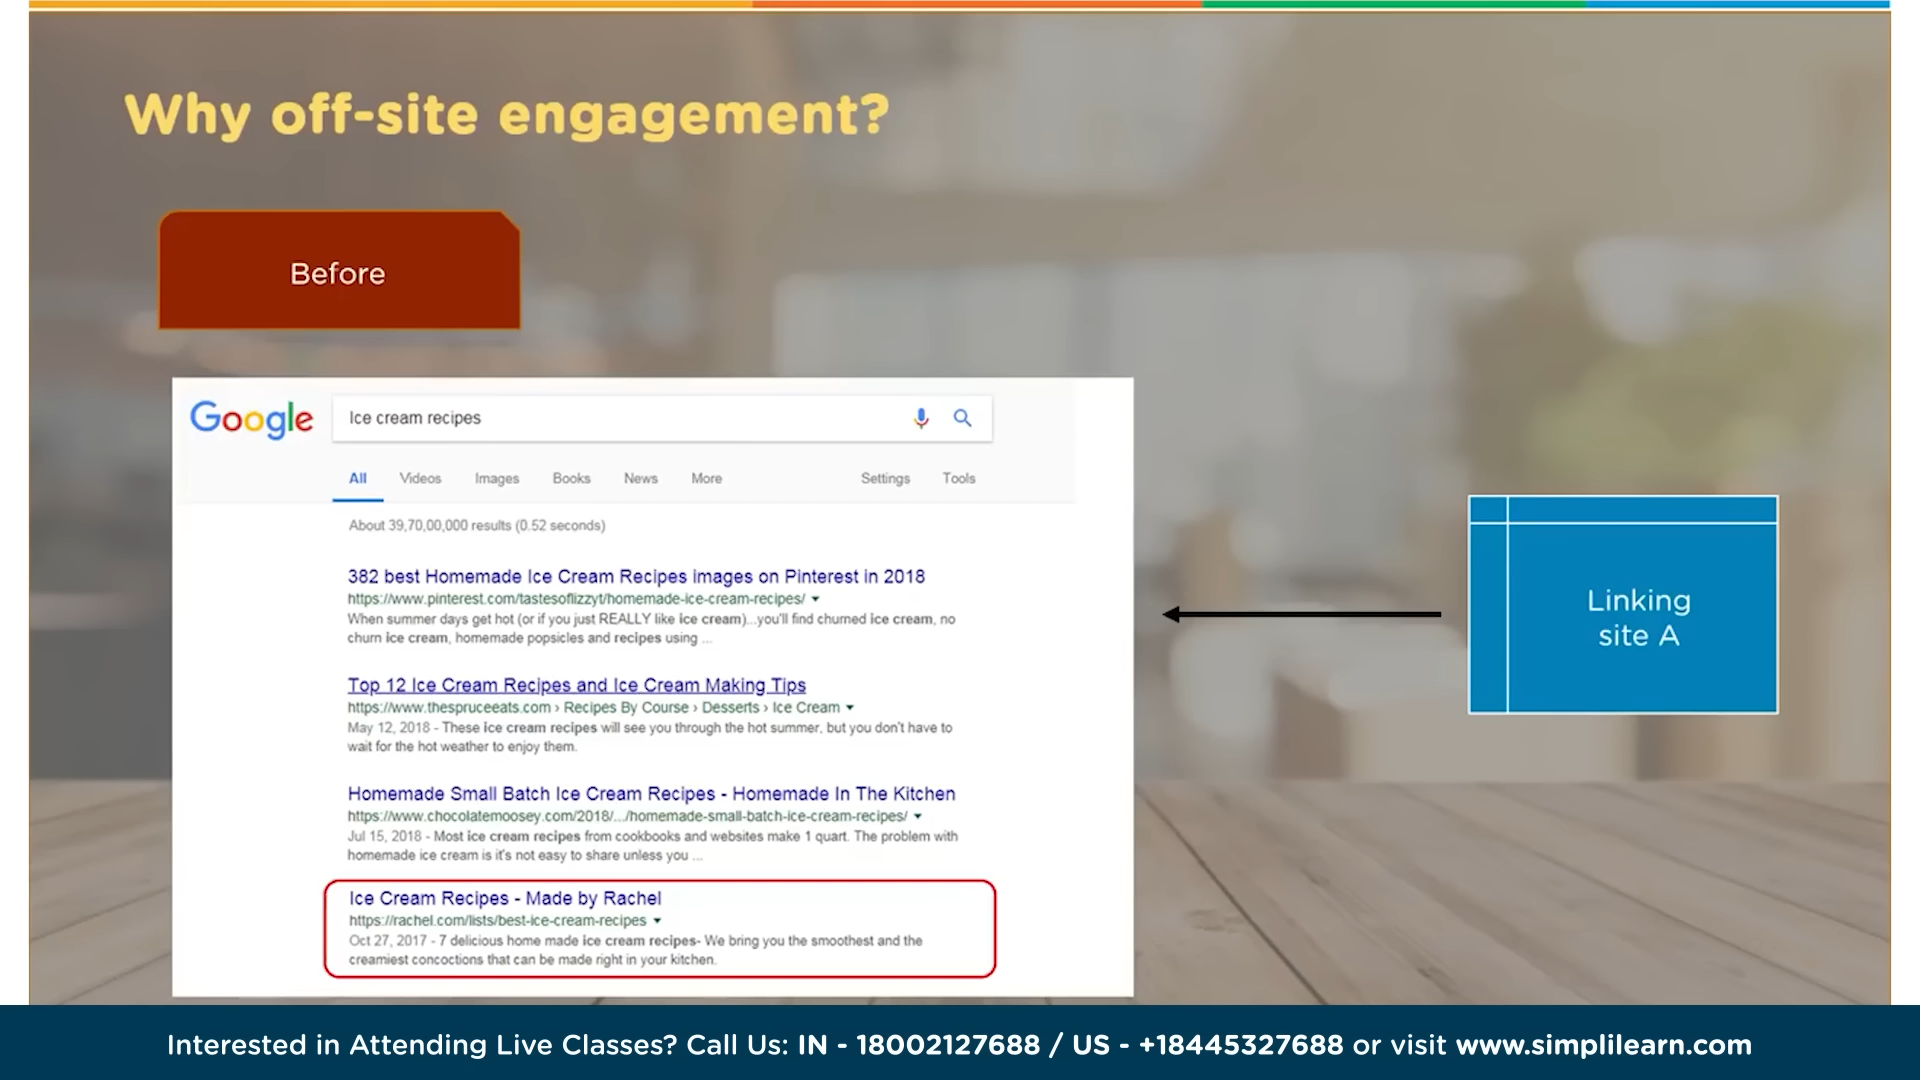 Why off-site engagement?
Before
Google
Ice cream recipes
All Videos Images Books News More Settings Tools
About 39,70,00,000 results (0.52 seconds)
382 best Homemade Ice Cream Recipes images on Pinterest in 2018
https://www.pinterest.com/tastesoflizzyt/homemade-ice-cream-recipes/
When summer days get hot (or if you just REALLY like ice cream)...you'll find churned ice cream, no
churn ice cream, homemade popsicles and recipes using ...
Top 12 Ice Cream Recipes and Ice Cream Making Tips
https://www.thespruceeats.com › Recipes By Course › Desserts › Ice Cream
May 12, 2018 - These ice cream recipes will see you through the hot summer, but you don't have to
wait for the hot weather to enjoy them.
Homemade Small Batch Ice Cream Recipes - Homemade In The Kitchen
https://www.chocolatemoosey.com/2018/.../homemade-small-batch-ice-cream-recipes/
Jul 15, 2018 - Most ice cream recipes from cookbooks and websites make 1 quart. The problem with
homemade ice cream is it's not easy to share unless you ...
Ice Cream Recipes - Made by Rachel
https://rachel.com/lists/best-ice-cream-recipes
Oct 27, 2017 - 7 delicious home made ice cream recipes- We bring you the smoothest and the
creamiest concoctions that can be made right in your kitchen.
Linking
site A
Interested in Attending Live Classes? Call Us: IN - 18002127688 / US - +18445327688 or visit www.simplilearn.com